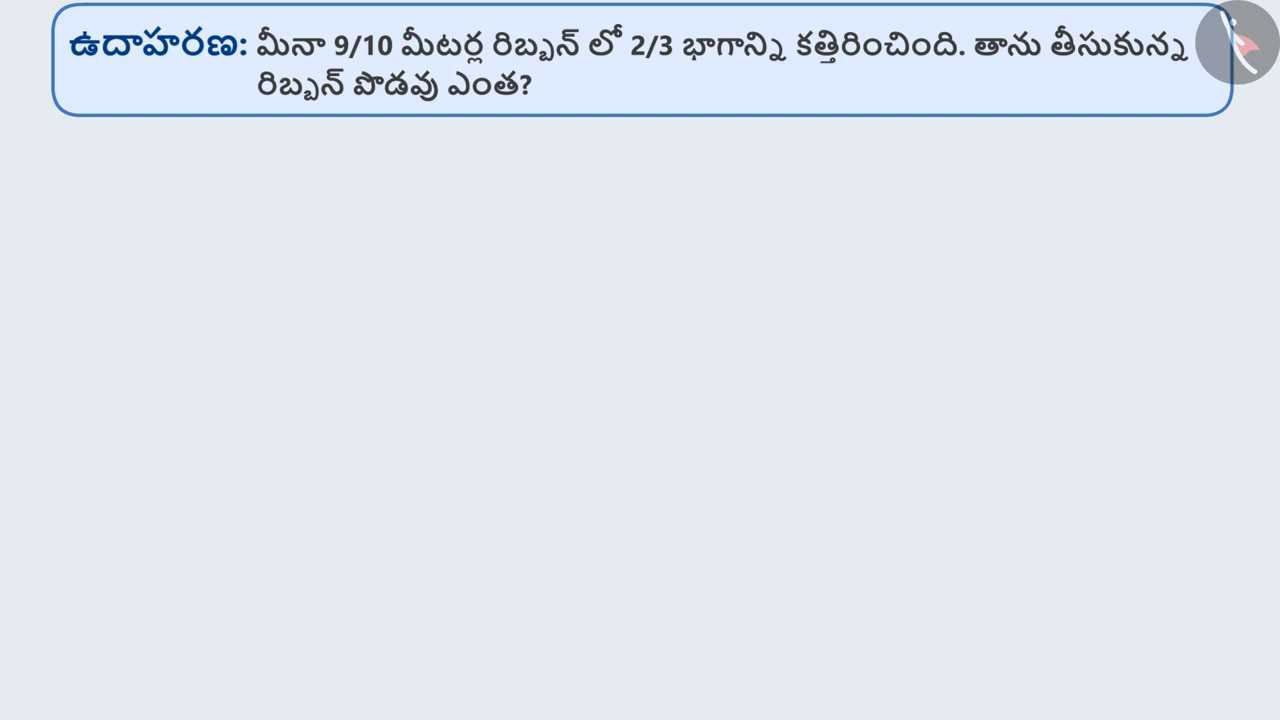 ఉదాహరణ: మీనా 9/10 మీటర్ల రిబ్బన్ లో 2/3 భాగాన్ని కత్తిరించింది. తాను తీసుకున్న
రిబ్బన్ పొడవు ఎంత?